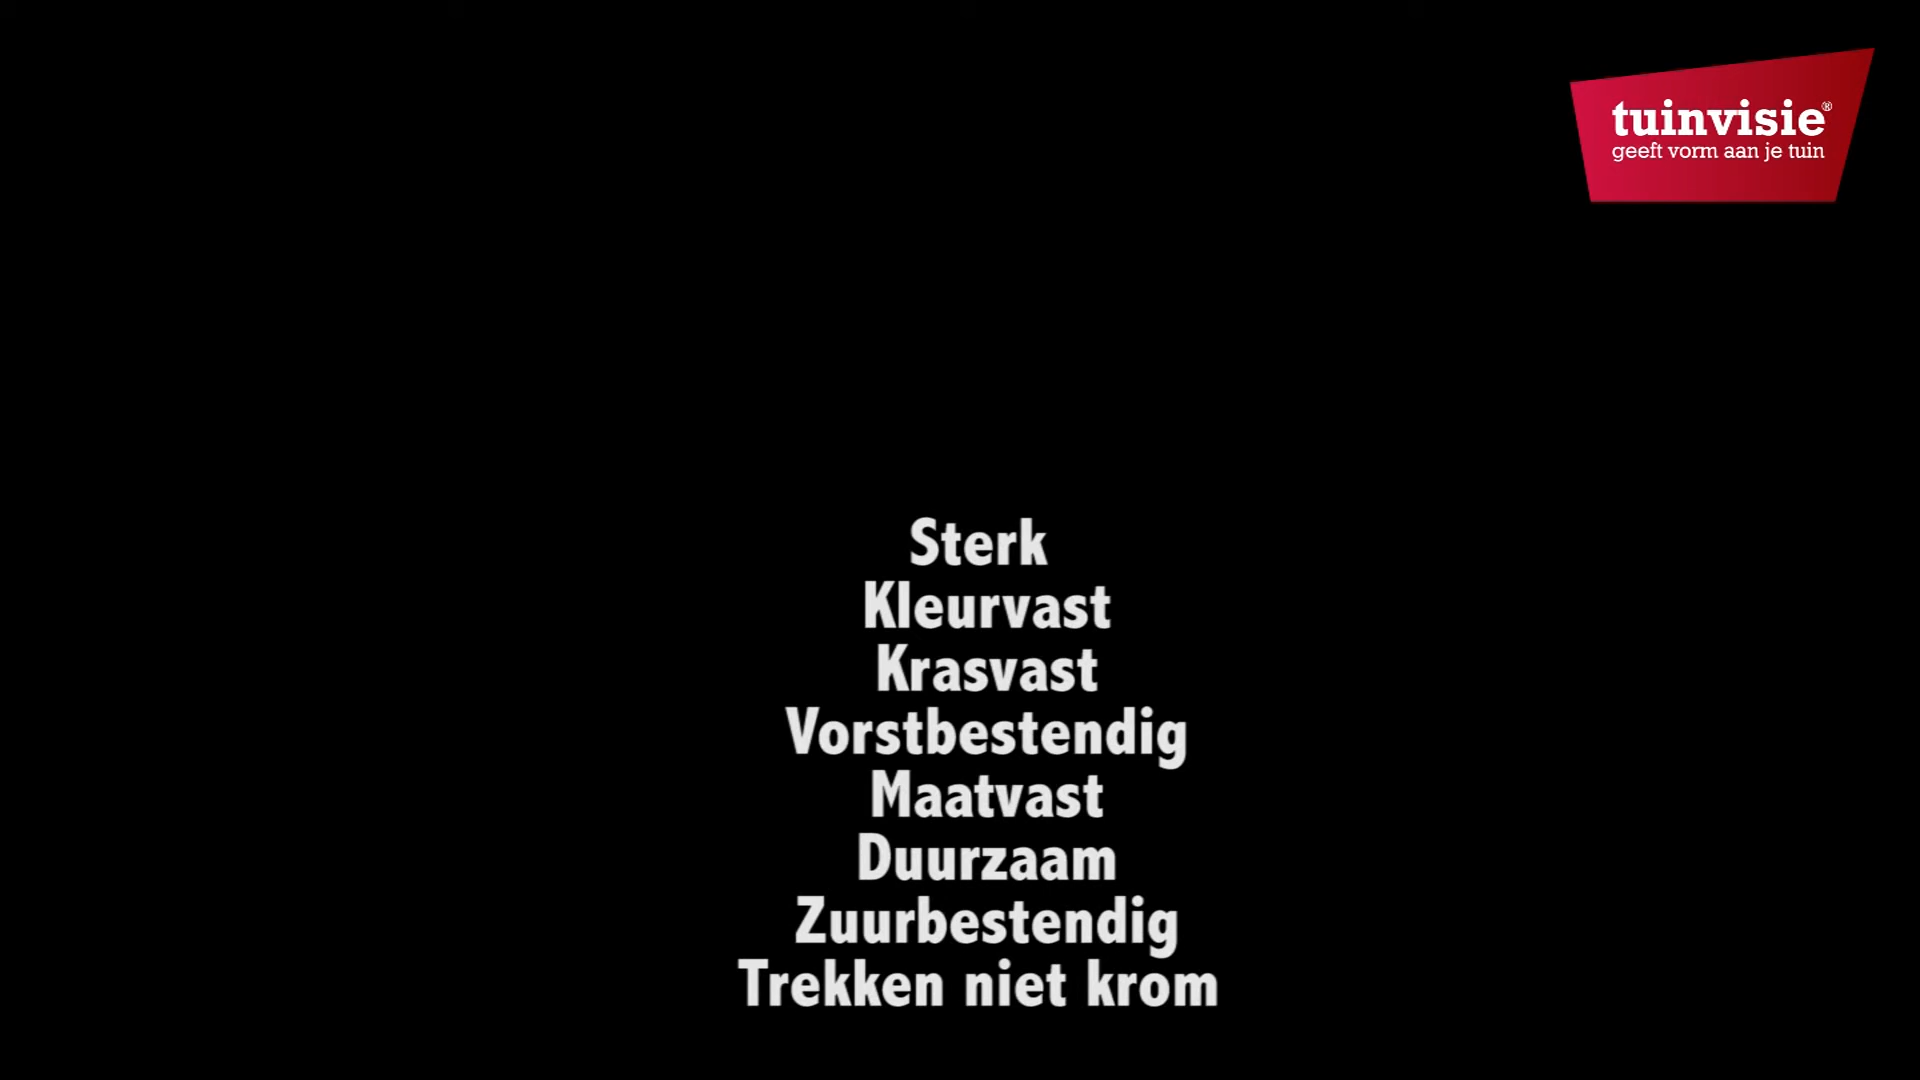 tuinvisie®
geeft vorm aan je tuin
Sterk
Kleurvast
Krasvast
Vorstbestendig
Maatvast
Duurzaam
Zuurbestendig
Trekken niet krom